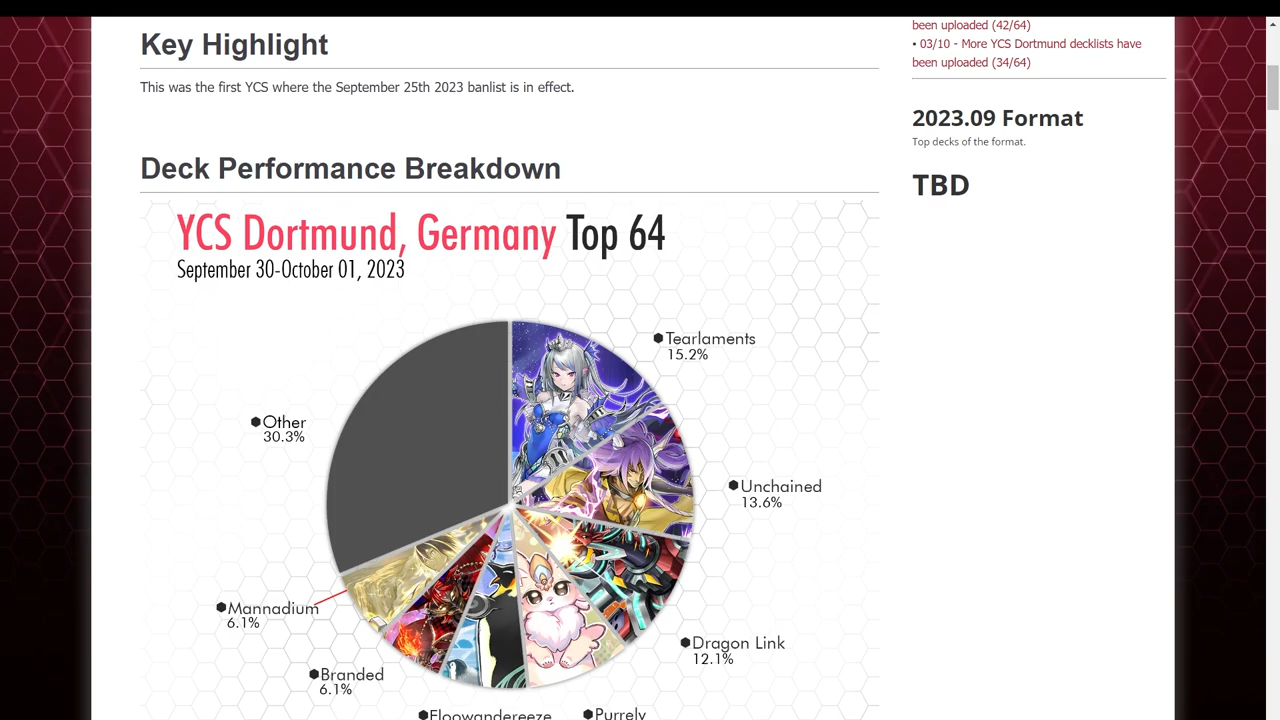 Key Highlight
This was the first YCS where the September 25th 2023 banlist is in effect.
Deck Performance Breakdown
YCS Dortmund, Germany Top 64
September 30-October 01, 2023
Tearlaments
15.2%
Unchained
13.6%
Dragon Link
12.1%
Purrely
Floowandereeze
Branded
6.1%
Mannadium
6.1%
Other
30.3%
been uploaded (42/64)
• 03/10 - More YCS Dortmund decklists have
been uploaded (34/64)
2023.09 Format
Top decks of the format.
TBD